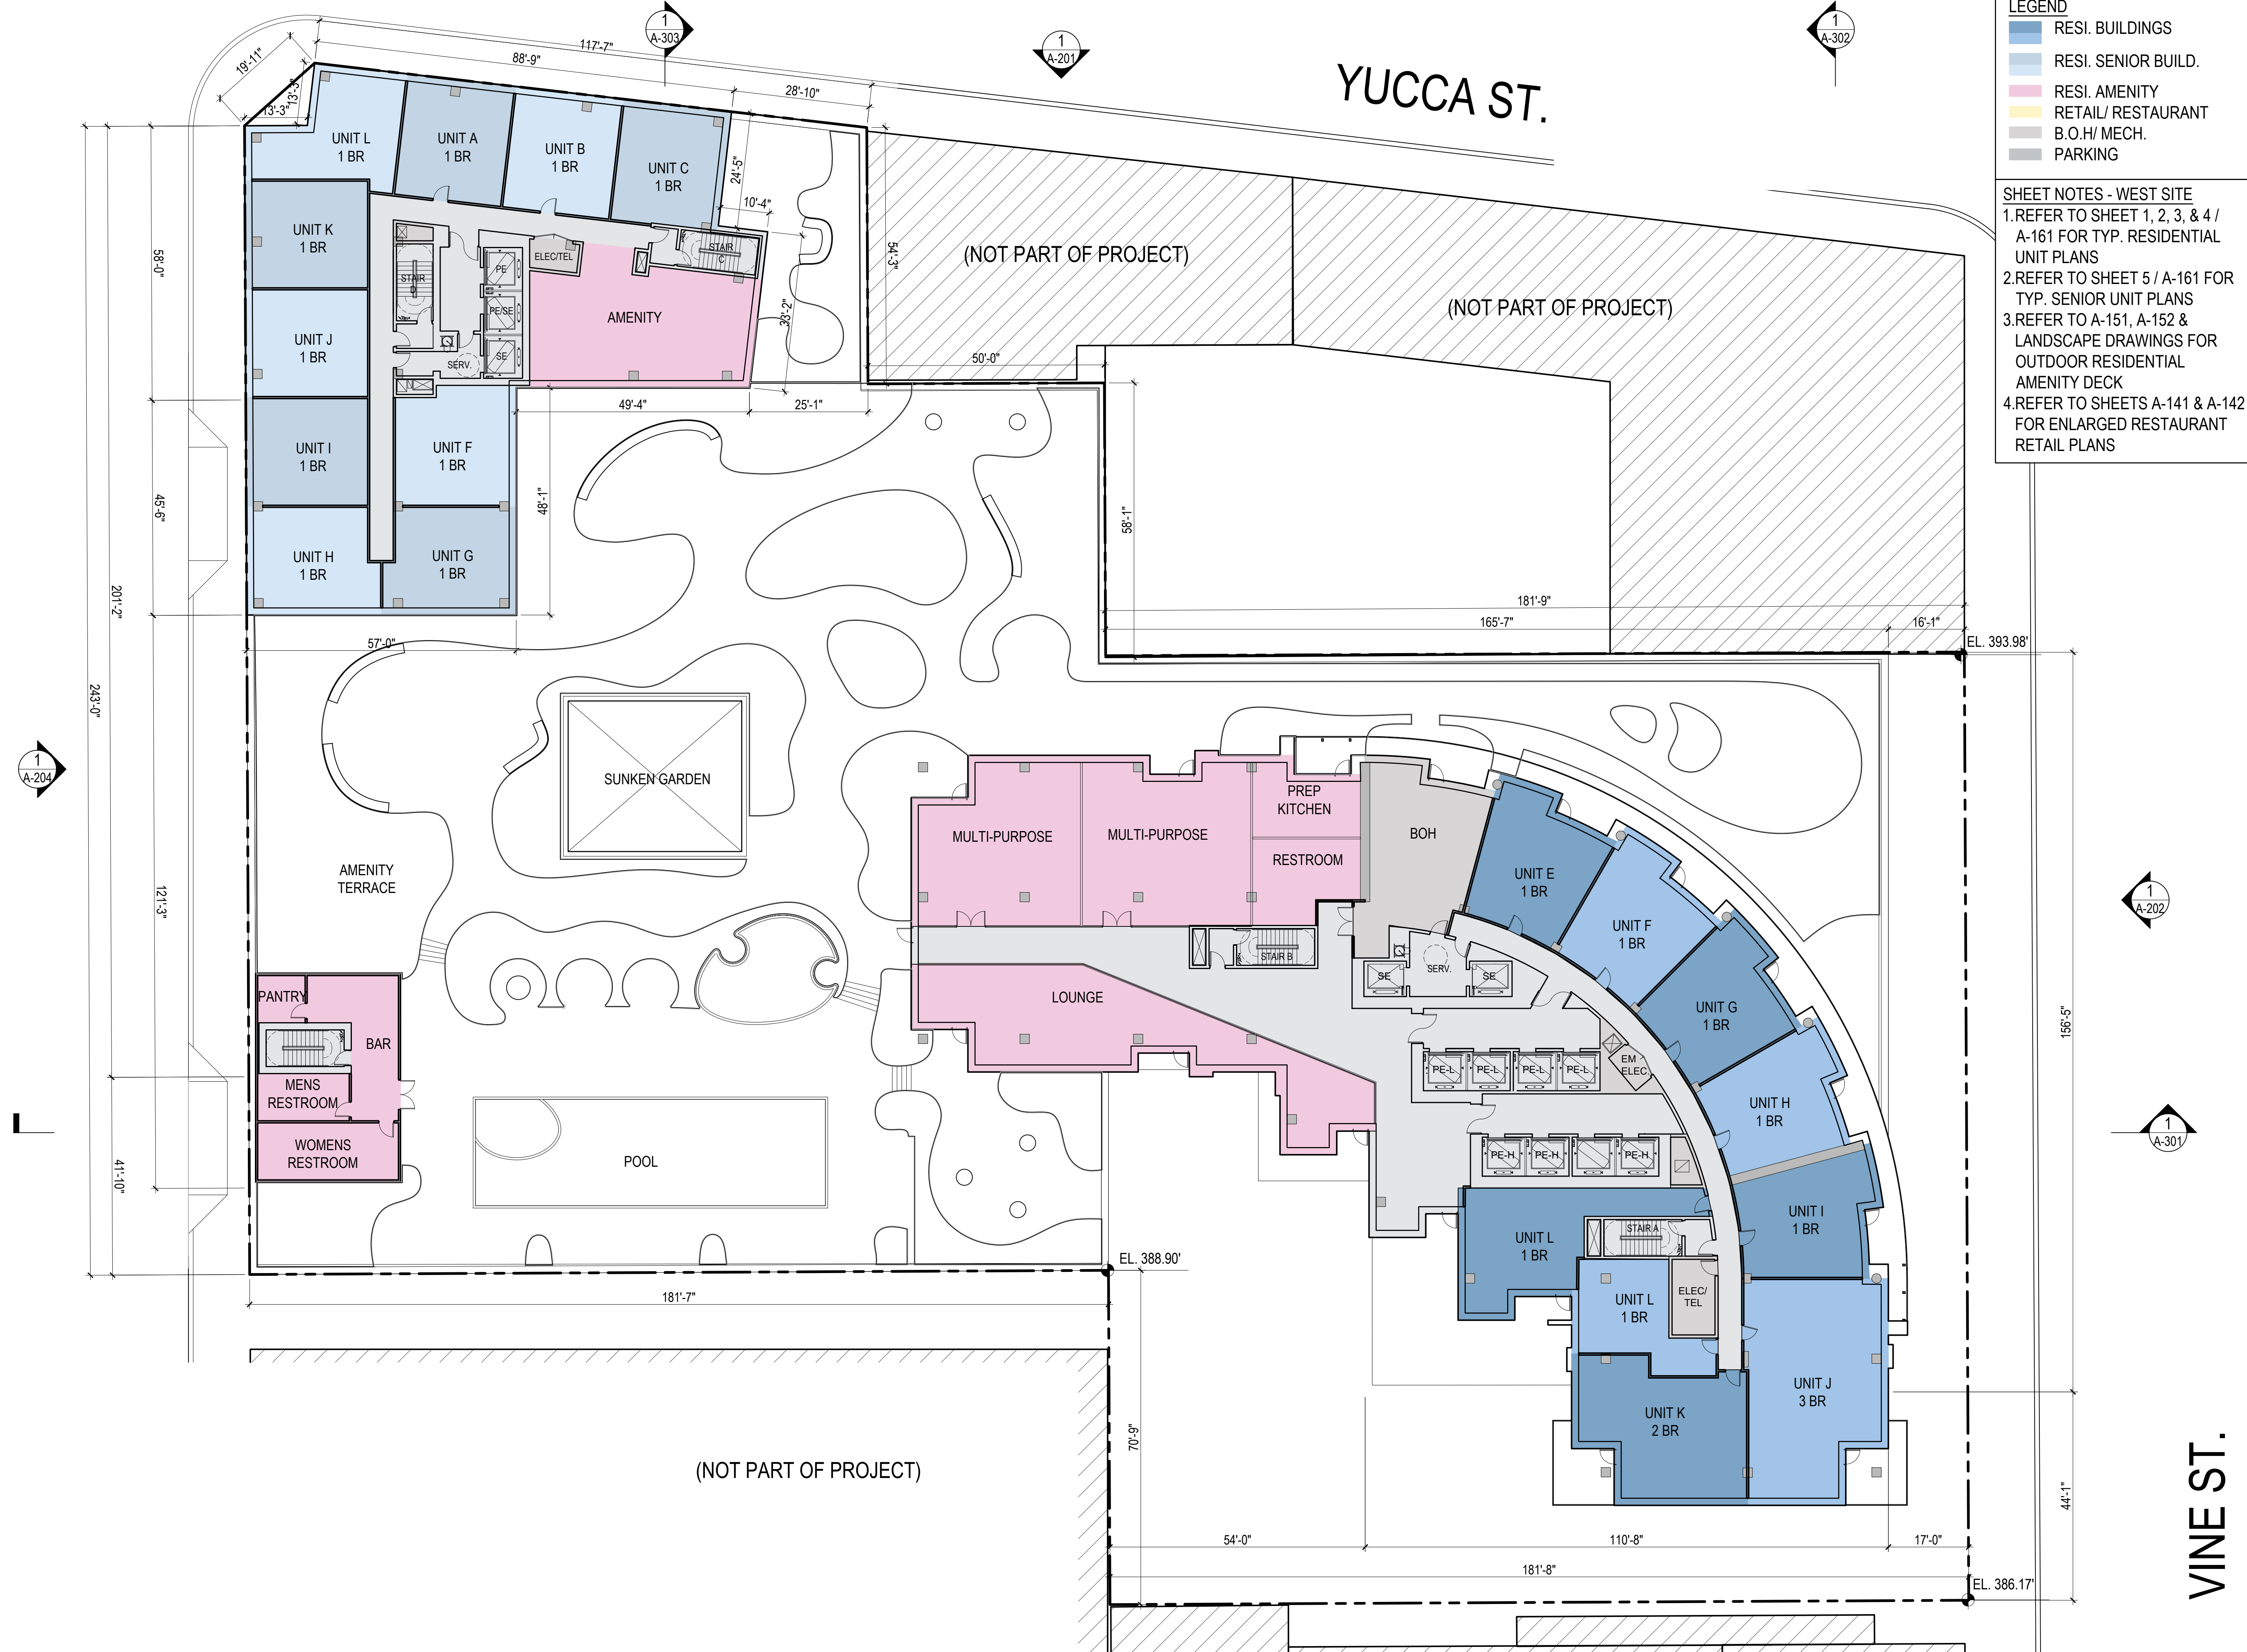 1
A-303
1
A-201
1
A-302
117'-7"
88'-9"
28'-10"
19'-11"
13'-3"
13'-3"
YUCCA ST.
LEGEND
RESI. BUILDINGS
RESI. SENIOR BUILD.
RESI. AMENITY
RETAIL/ RESTAURANT
B.O.H/ MECH.
PARKING
SHEET NOTES - WEST SITE
1.REFER TO SHEET 1, 2, 3, & 4 /
A-161 FOR TYP. RESIDENTIAL
UNIT PLANS
2.REFER TO SHEET 5 / A-161 FOR
TYP. SENIOR UNIT PLANS
3.REFER TO A-151, A-152 &
LANDSCAPE DRAWINGS FOR
OUTDOOR RESIDENTIAL
AMENITY DECK
4.REFER TO SHEETS A-141 & A-142
FOR ENLARGED RESTAURANT
RETAIL PLANS
UNIT L
1 BR
UNIT A
1 BR
UNIT B
1 BR
UNIT C
1 BR
24'-5"
10'-4"
UNIT K
1 BR
STAIR
C
ELEC/TEL
PE
STAIR
D
PE/SE
SE
SERV.
AMENITY
33'-2"
54'-3"
58'-0"
(NOT PART OF PROJECT)
(NOT PART OF PROJECT)
UNIT J
1 BR
50'-0"
49'-4"
25'-1"
UNIT I
1 BR
UNIT F
1 BR
45'-6"
48'-1"
58'-1"
UNIT H
1 BR
UNIT G
1 BR
201'-2"
243'-0"
57'-0"
181'-9"
165'-7"
16'-1"
EL. 393.98'
1
A-204
SUNKEN GARDEN
AMENITY
TERRACE
121'-3"
MULTI-PURPOSE
MULTI-PURPOSE
PREP
KITCHEN
RESTROOM
BOH
UNIT E
1 BR
UNIT F
1 BR
1
A-202
STAIR B
SE
SERV.
SE
LOUNGE
UNIT G
1 BR
156'-5"
PANTRY
BAR
MENS
RESTROOM
WOMENS
RESTROOM
41'-10"
POOL
PE-L
PE-L
PE-L
PE-L
EM
ELEC.
UNIT H
1 BR
PE-H
PE-H
PE-H
1
A-301
UNIT I
1 BR
STAIR A
UNIT L
1 BR
EL. 388.90'
181'-7"
UNIT L
1 BR
ELEC/
TEL
UNIT J
3 BR
UNIT K
2 BR
70'-9"
(NOT PART OF PROJECT)
44'-1"
54'-0"
110'-8"
17'-0"
181'-8"
EL. 386.17'
VINE ST.